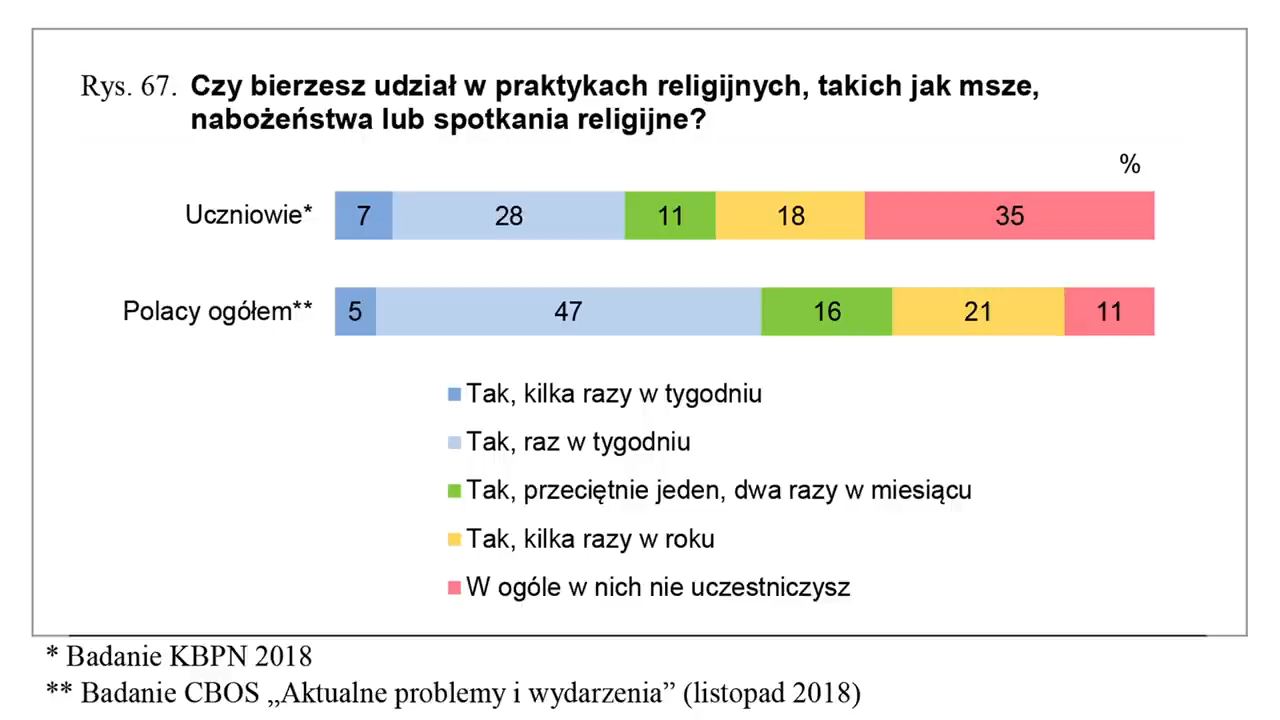 Rys. 67. Czy bierzesz udział w praktykach religijnych, takich jak msze,
nabożeństwa lub spotkania religijne?
%
Uczniowie* 7 28 11 18 35
Polacy ogółem** 5 47 16 21 11
Tak, kilka razy w tygodniu
Tak, raz w tygodniu
Tak, przeciętnie jeden, dwa razy w miesiącu
Tak, kilka razy w roku
W ogóle w nich nie uczestniczysz
* Badanie KBPN 2018
** Badanie CBOS „Aktualne problemy i wydarzenia” (listopad 2018)